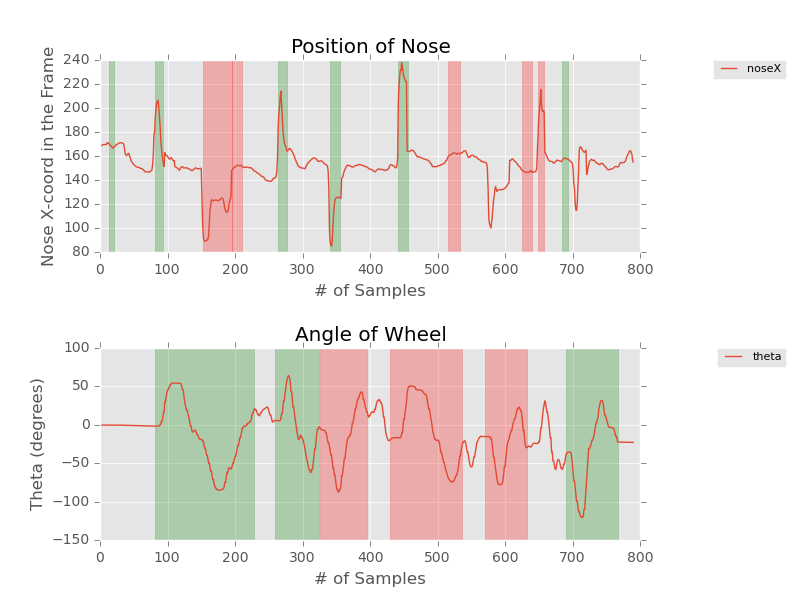 Position of Nose
240
220
200
180
160
140
120
100
80
Nose X-coord in the Frame
0 100 200 300 400 500 600 700 800
# of Samples
noseX
Angle of Wheel
100
50
0
−50
−100
−150
Theta (degrees)
0 100 200 300 400 500 600 700 800
# of Samples
theta